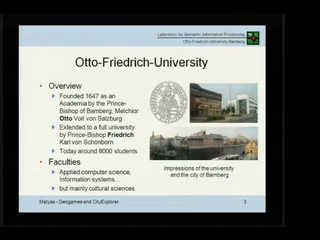 Laboratory for Semantic Information Processing
Otto-Friedrich-University Bamberg
Otto-Friedrich-University
• Overview
Founded 1647 as an
Academia by the Prince-
Bishop of Bamberg, Melchior
Otto Voit von Salzburg
Extended to a full university
by Prince-Bishop Friedrich
Karl von Schönborn
Today around 8000 students
• Faculties
Applied computer science,
Information systems…
but mainly cultural sciences
Impressions of the university
and the city of Bamberg
Matyas - Geogames and CityExplorer
3